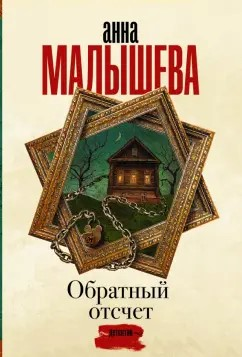 анна
МАЛЫШЕВА
Обратный
отсчет
детектив